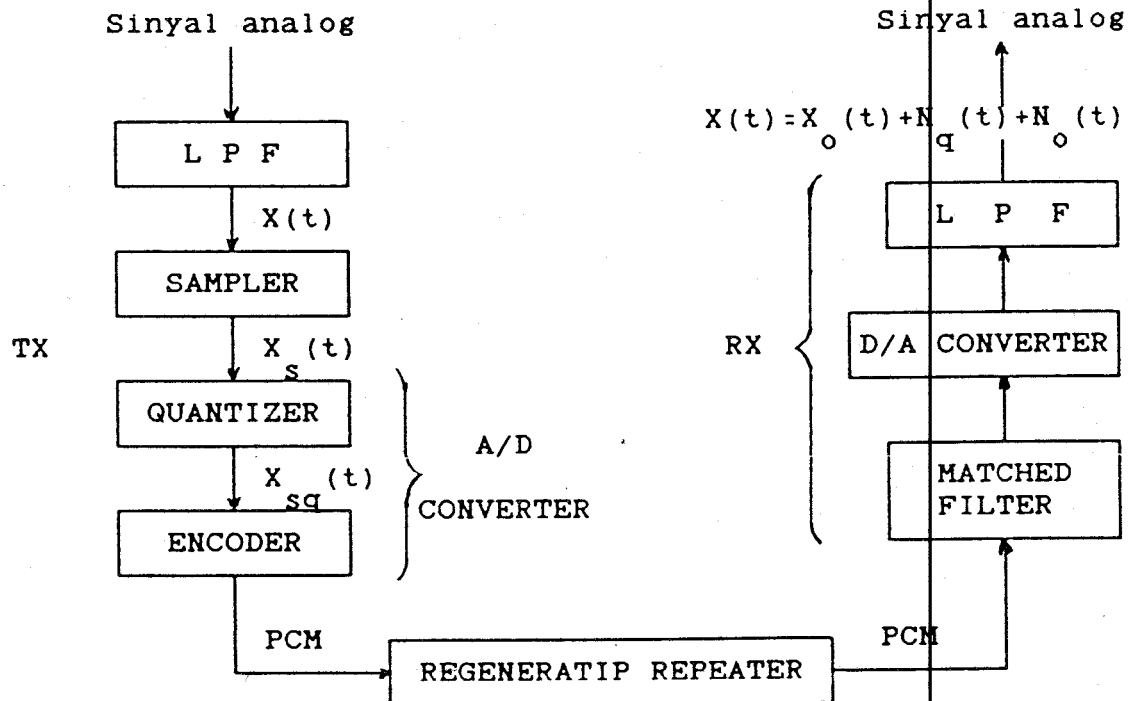 Sinyal analog
L P F
X(t)
SAMPLER
TX
X_s(t)
QUANTIZER
A/D
X_sq(t)
CONVERTER
ENCODER
PCM
REGENERATIP REPEATER
PCM
MATCHED
FILTER
D/A CONVERTER
RX
L P F
X(t)=X_o(t)+N_q(t)+N_o(t)
Sinyal analog